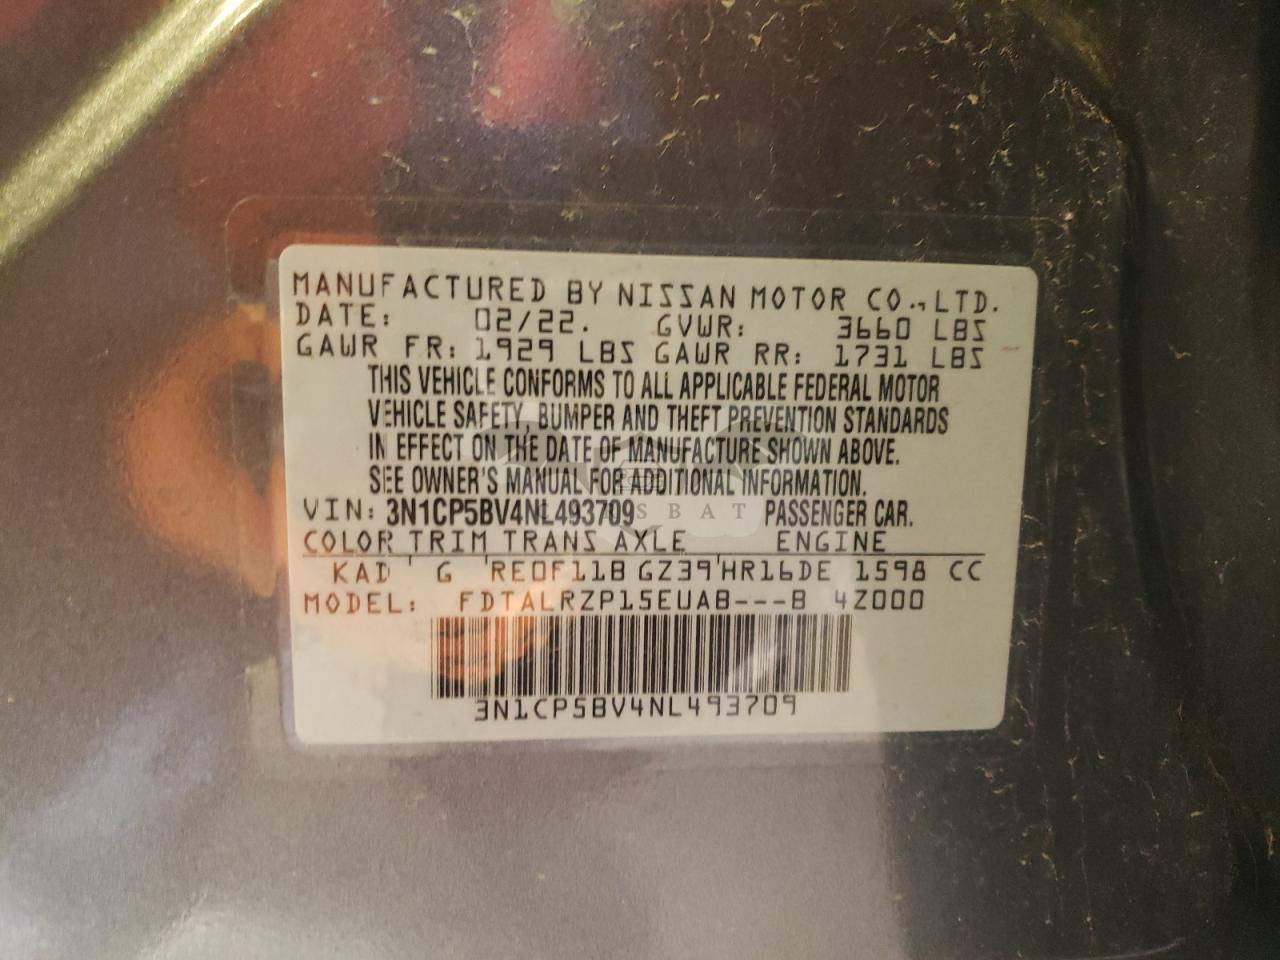 MANUFACTURED BY NISSAN MOTOR CO.,LTD.
DATE: 02/22. GVWR: 3660 LBS
GAWR FR: 1929 LBS GAWR RR: 1731 LBS
THIS VEHICLE CONFORMS TO ALL APPLICABLE FEDERAL MOTOR
VEHICLE SAFETY, BUMPER AND THEFT PREVENTION STANDARDS
IN EFFECT ON THE DATE OF MANUFACTURE SHOWN ABOVE.
SEE OWNER'S MANUAL FOR ADDITIONAL INFORMATION.
VIN: 3N1CP5BV4NL493709 PASSENGER CAR.
COLOR TRIM TRANS AXLE ENGINE
KAD G RE0F11B GZ39 HR16DE 1598 CC
MODEL: FDTALRZP15EUAB---B 4Z000
3N1CP5BV4NL493709